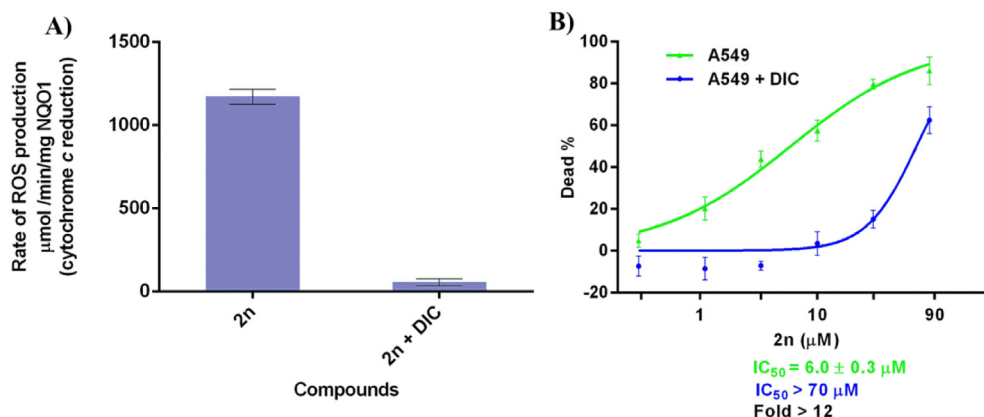 A)
1500
1000
500
0
Rate of ROS production
µmol /min/mg NQO1
(cytochrome c reduction)
2n
2n + DIC
Compounds
B)
A549
A549 + DIC
100
80
60
40
20
0
-20
Dead %
1
10
90
2n (µM)
IC50 = 6.0 ± 0.3 µM
IC50 > 70 µM
Fold > 12